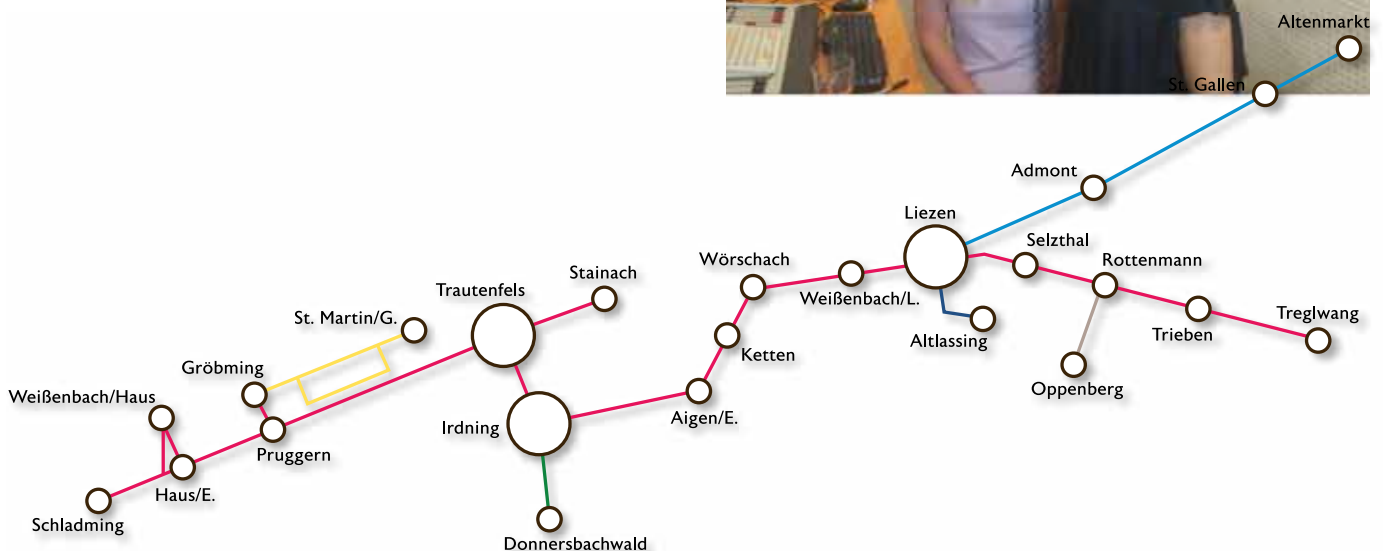 Altenmarkt
St. Gallen
Admont
Liezen
Selzthal
Wörschach
Rottenmann
Stainach
Trautenfels
Weißenbach/L.
Treglwang
St. Martin/G.
Altlassing
Trieben
Ketten
Gröbming
Oppenberg
Weißenbach/Haus
Aigen/E.
Irdning
Pruggern
Haus/E.
Schladming
Donnersbachwald